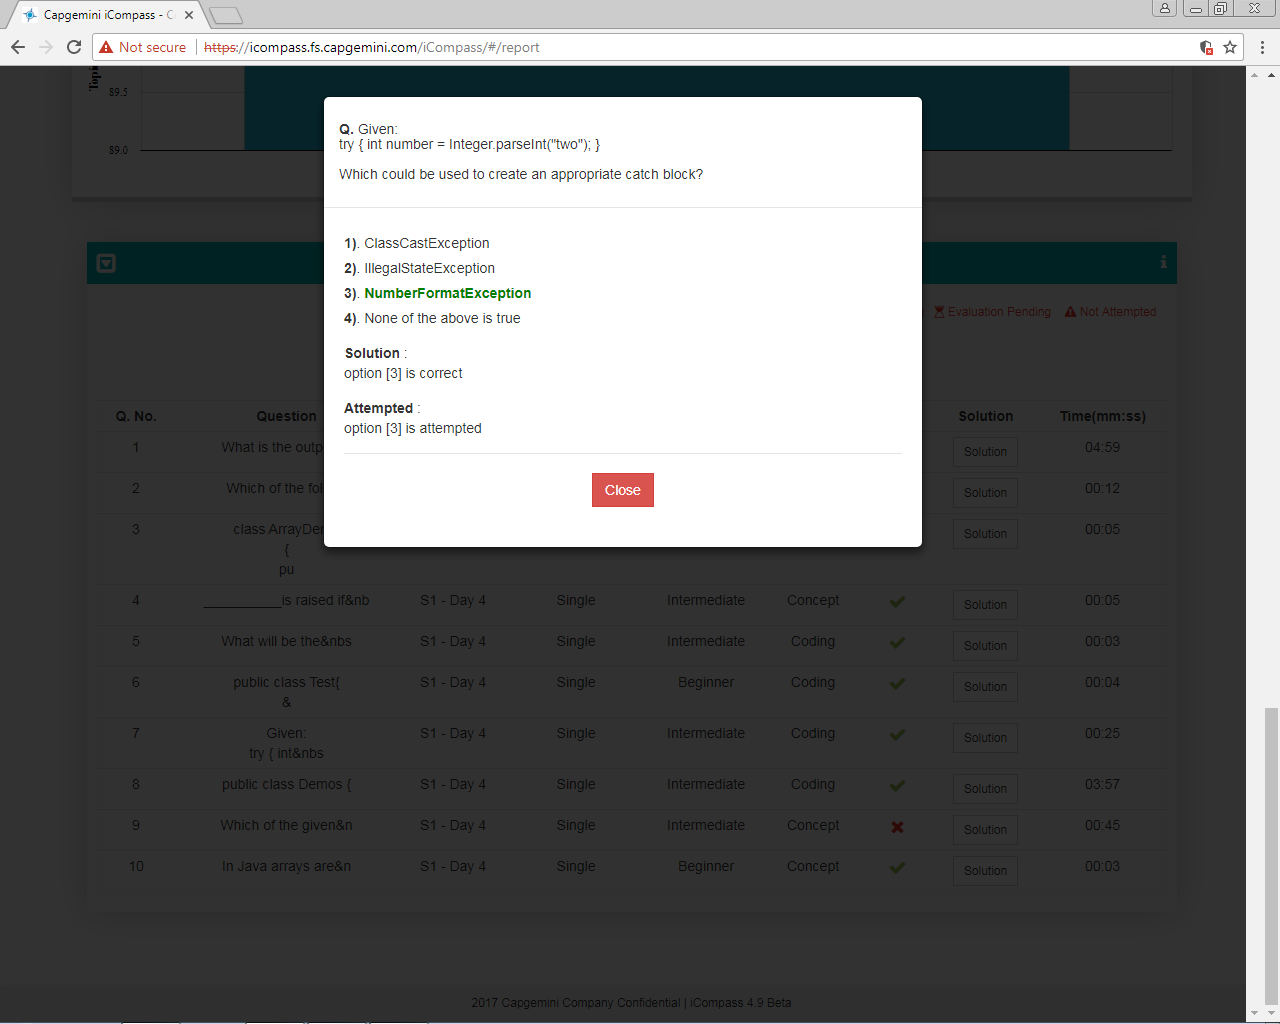 Capgemini iCompass - C
Not secure | https://icompass.fs.capgemini.com/iCompass/#/report
Topi
89.5
89.0
Q. Given:
try { int number = Integer.parseInt("two"); }
Which could be used to create an appropriate catch block?
1). ClassCastException
2). IllegalStateException
3). NumberFormatException
4). None of the above is true
Solution :
option [3] is correct
Attempted :
option [3] is attempted
Close
Evaluation Pending Not Attempted
Q. No. Question Solution Time(mm:ss)
1 What is the outp Solution 04:59
2 Which of the fol Solution 00:12
3 class ArrayDe Solution 00:05
{
pu
4 __________is raised if&nb S1 - Day 4 Single Intermediate Concept Solution 00:05
5 What will be the&nbs S1 - Day 4 Single Intermediate Coding Solution 00:03
6 public class Test{ S1 - Day 4 Single Beginner Coding Solution 00:04
&
7 Given: S1 - Day 4 Single Intermediate Coding Solution 00:25
try { int&nbs
8 public class Demos { S1 - Day 4 Single Intermediate Coding Solution 03:57
9 Which of the given&n S1 - Day 4 Single Intermediate Concept Solution 00:45
10 In Java arrays are&n S1 - Day 4 Single Beginner Concept Solution 00:03
2017 Capgemini Company Confidential | iCompass 4.9 Beta